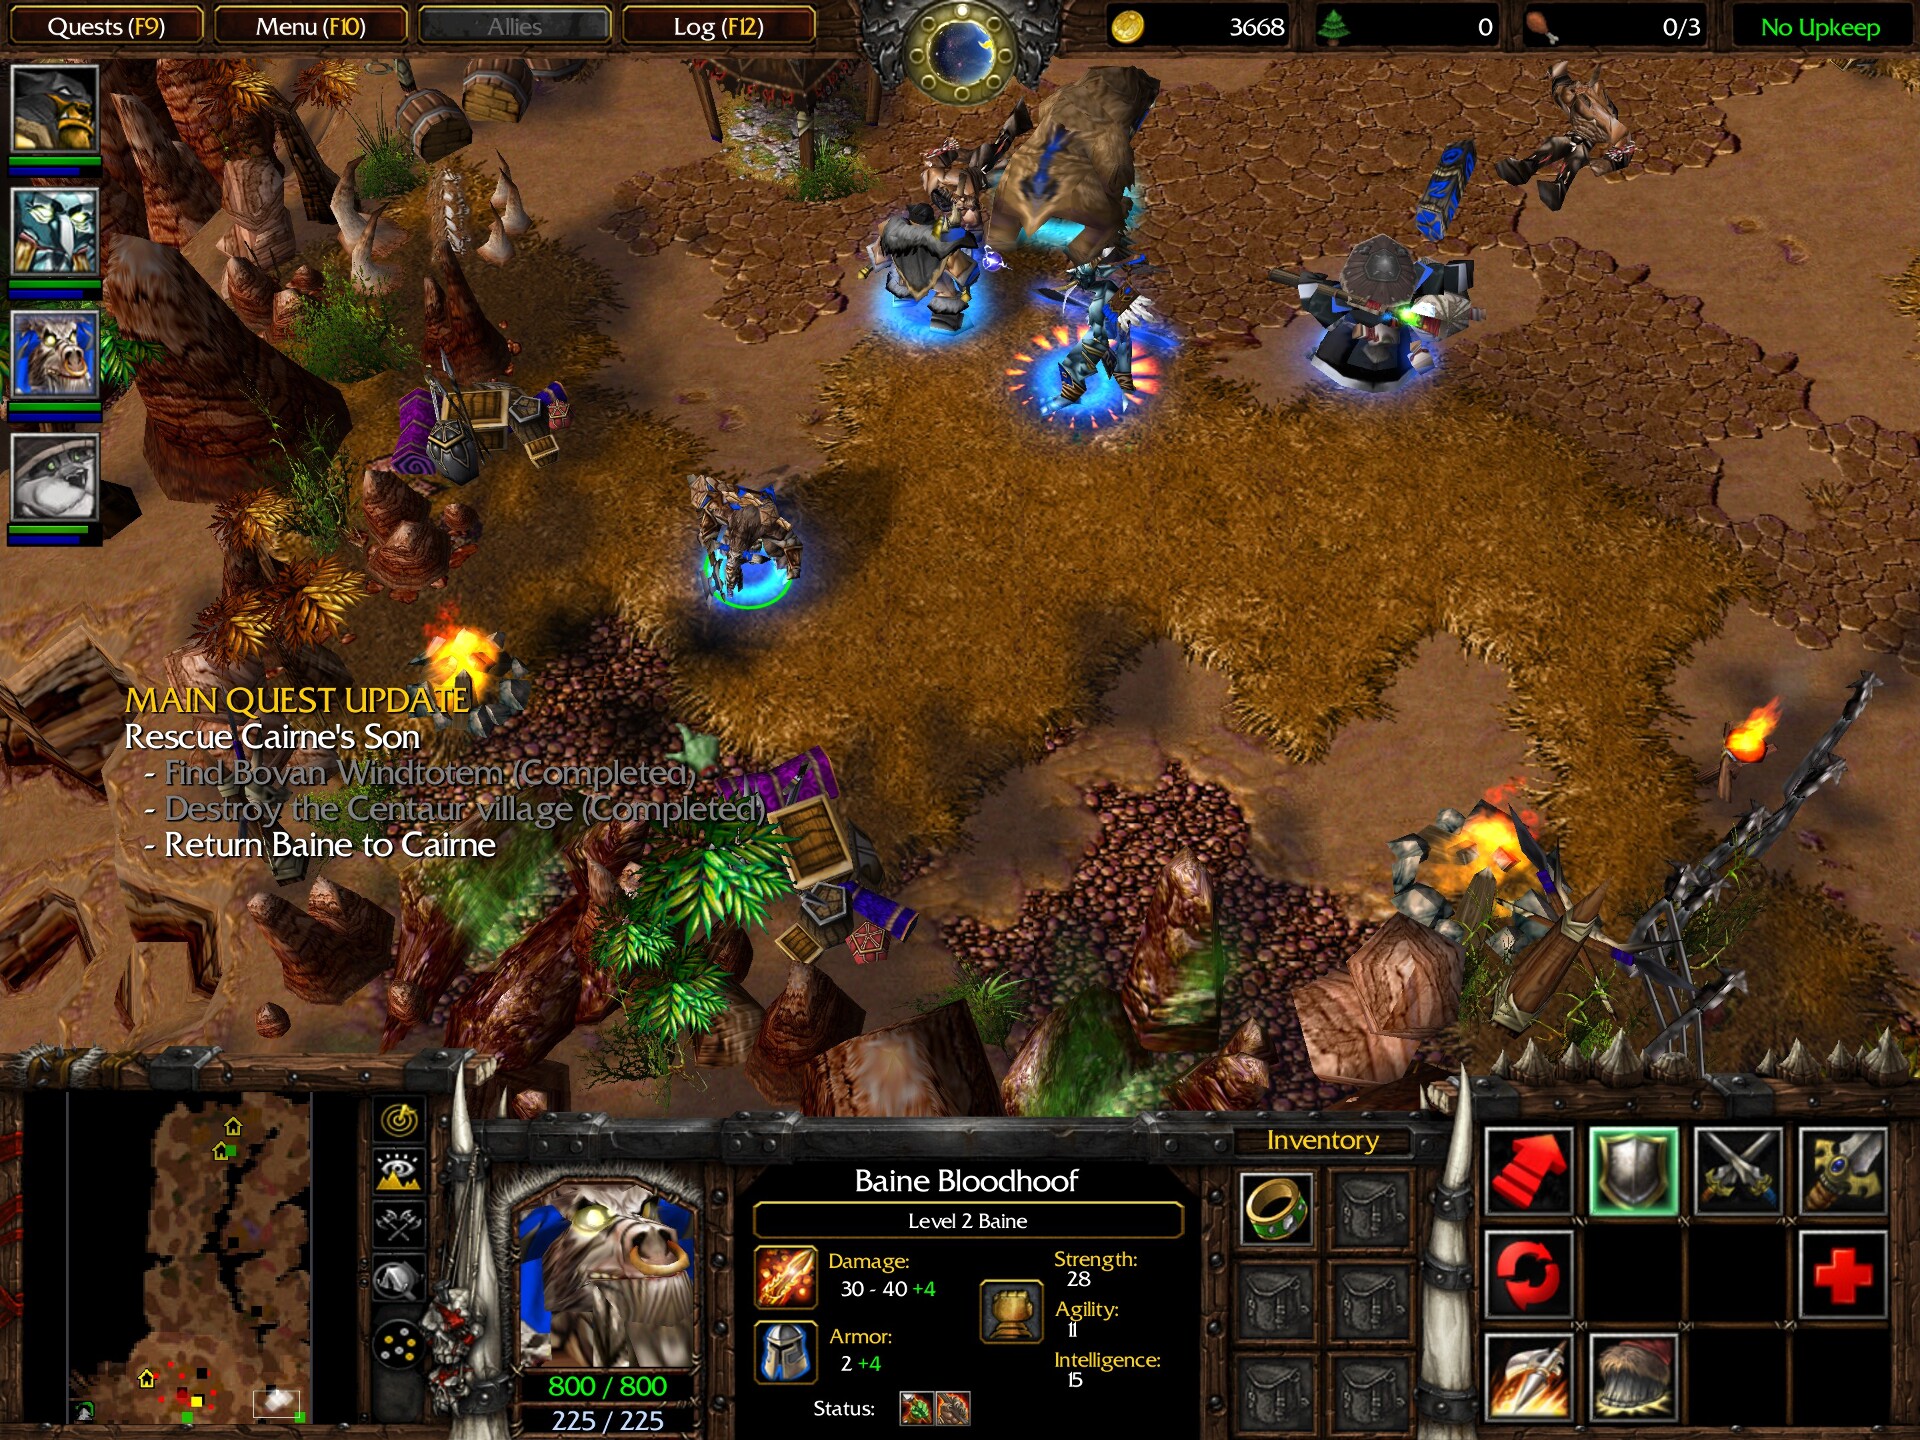 Quests (F9)
Menu (F10)
Allies
Log (F12)
3668
0
0/3
No Upkeep
MAIN QUEST UPDATE
Rescue Cairne's Son
- Find Bovan Windtotem (Completed)
- Destroy the Centaur village (Completed)
- Return Baine to Cairne
Baine Bloodhoof
Level 2 Baine
Damage:
30 - 40 +4
Armor:
2 +4
Strength:
28
Agility:
11
Intelligence:
15
Status:
800 / 800
225 / 225
Inventory